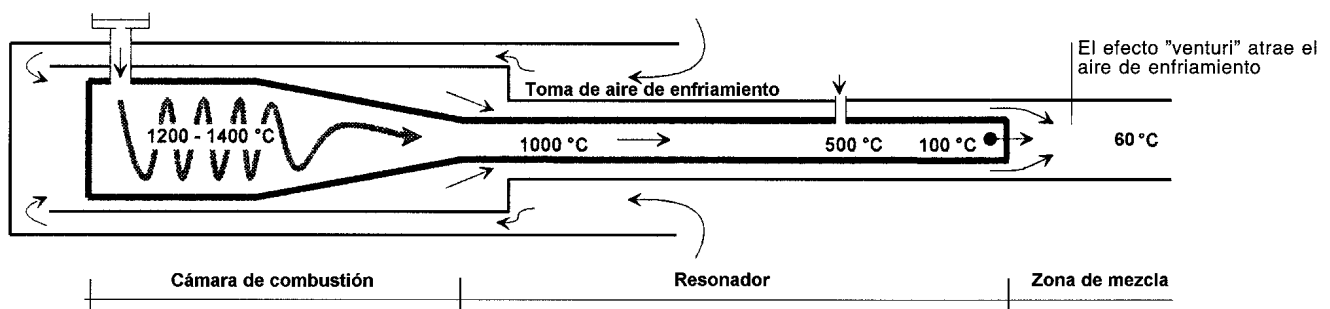 El efecto "venturi" atrae el
aire de enfriamiento
Toma de aire de enfriamiento
1200 - 1400 °C
1000 °C
500 °C
100 °C
60 °C
Cámara de combustión
Resonador
Zona de mezcla